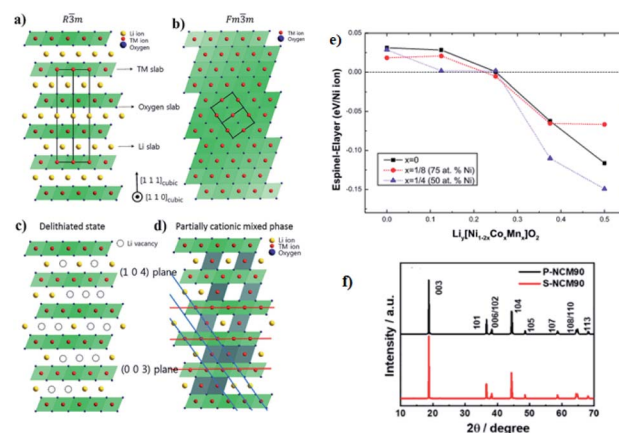 a)
R3̅m
b)
Fm3̅m
Li ion
TM ion
Oxygen
TM ion
Oxygen
TM slab
Oxygen slab
Li slab
[1 1 1]cubic
[1 1̅ 0]cubic
c)
Delithiated state
Li vacancy
(1 0 4) plane
(0 0 3) plane
d)
Partially cationic mixed phase
Li ion
TM ion
Oxygen
e)
Espinel-Elayer (eV/Ni ion)
0.05
0.00
-0.05
-0.10
-0.15
x=0
x=1/8 (75 at. % Ni)
x=1/4 (50 at. % Ni)
0.0 0.1 0.2 0.3 0.4 0.5
Liy[Ni1-2xCoxMnx]O2
f)
Intensity / a.u.
P-NCM90
S-NCM90
003
101
006/102
104
105
107
108/110
113
10 20 30 40 50 60 70
2θ / degree